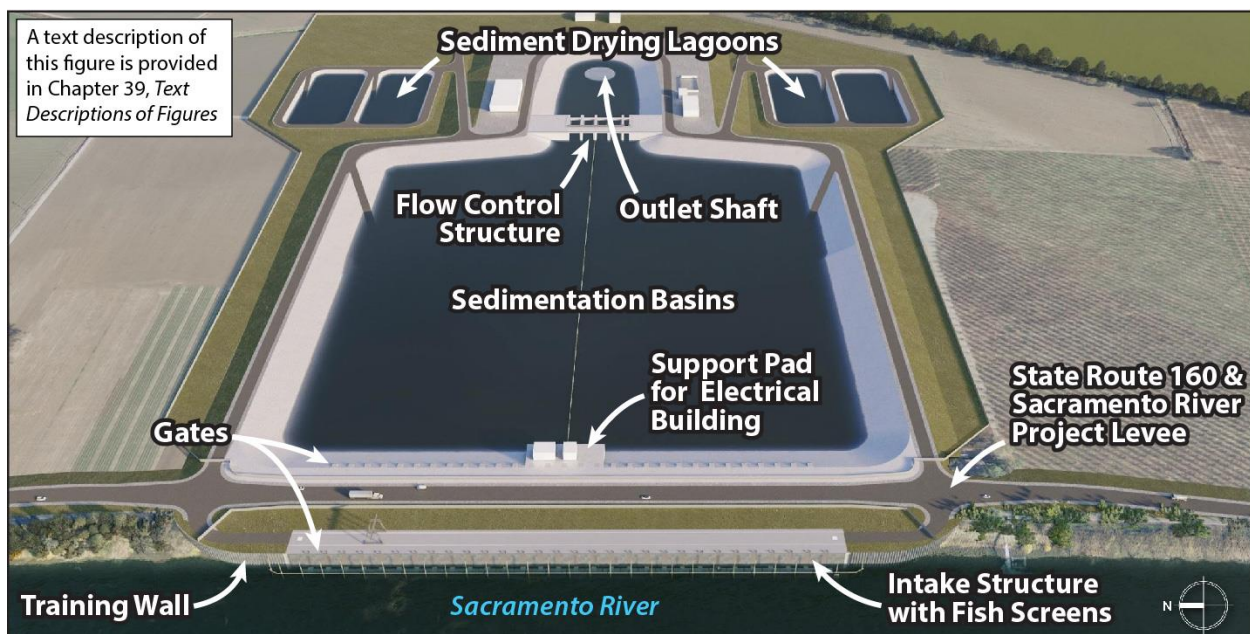 A text description of
this figure is provided
in Chapter 39, Text
Descriptions of Figures
Sediment Drying Lagoons
Flow Control
Structure
Outlet Shaft
Sedimentation Basins
Support Pad
for Electrical
Building
State Route 160 &
Sacramento River
Project Levee
Gates
Training Wall
Sacramento River
Intake Structure
with Fish Screens
N